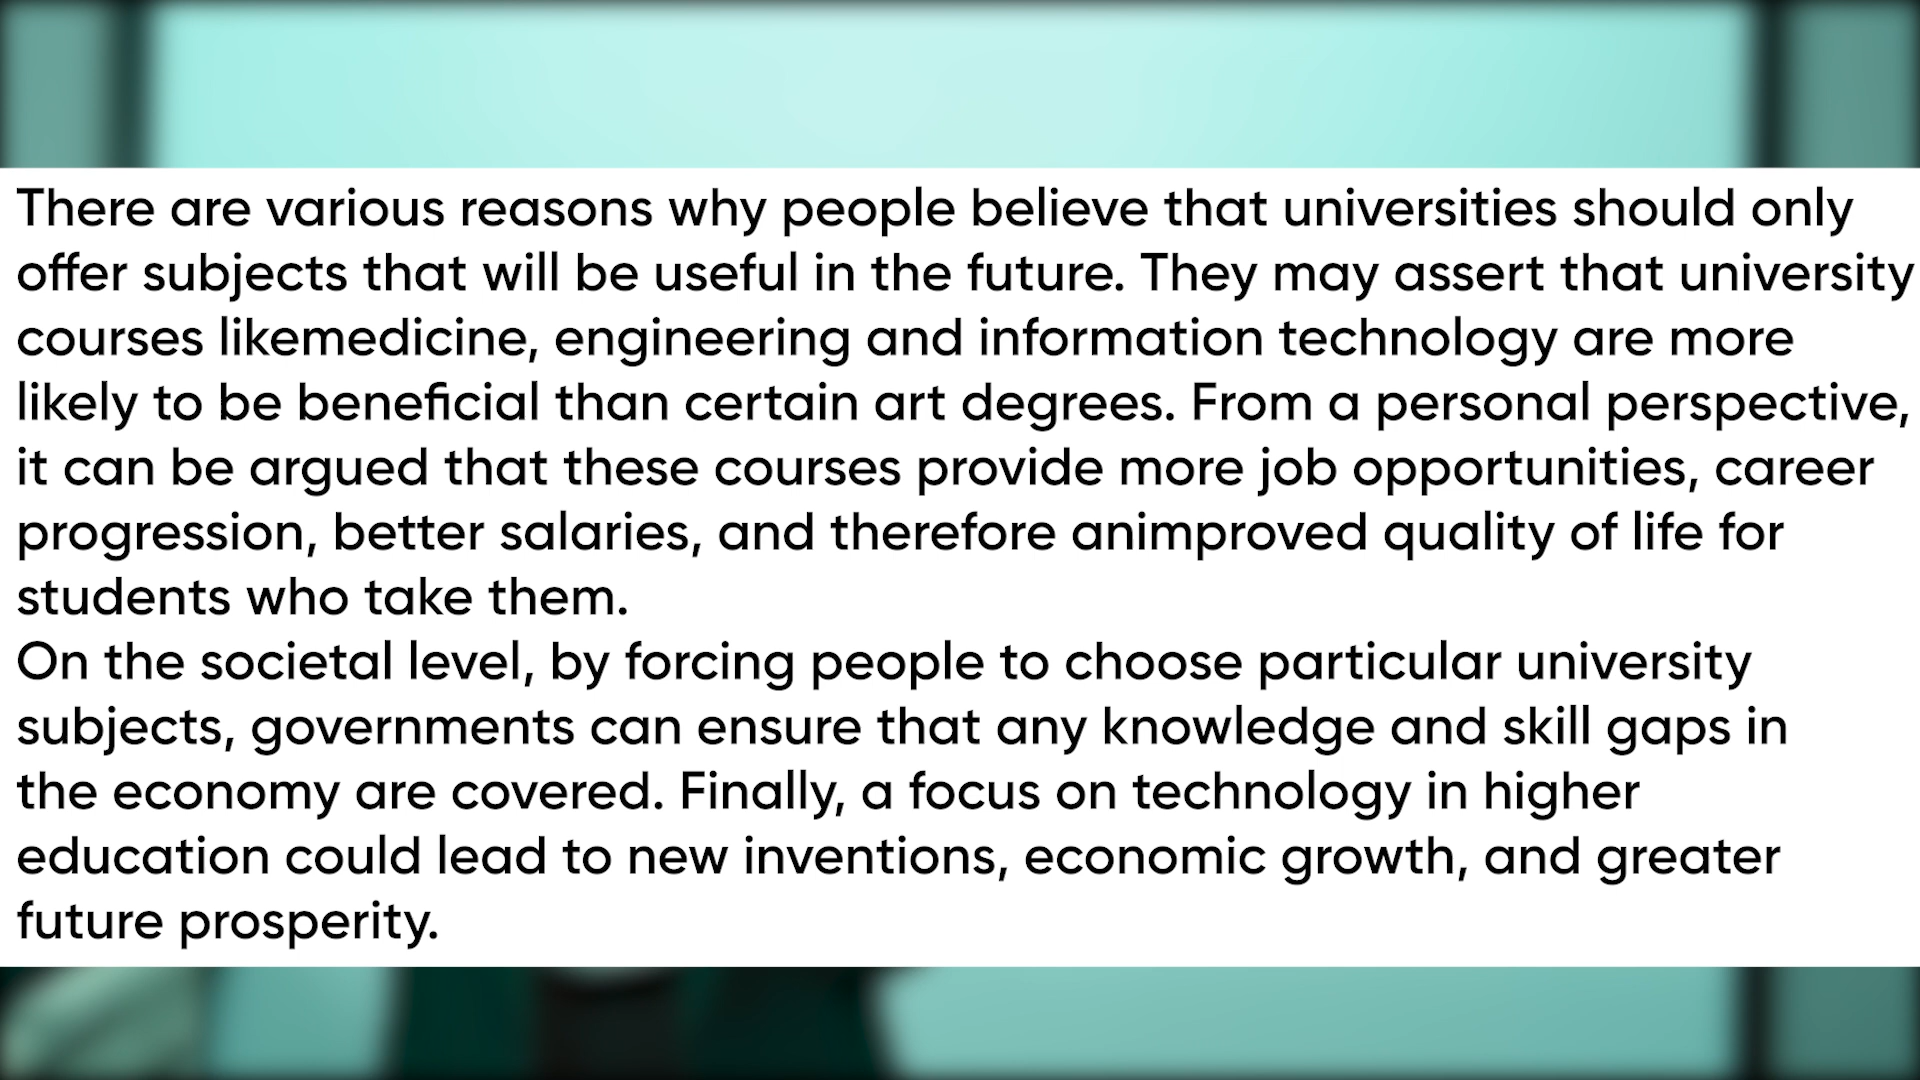 There are various reasons why people believe that universities should only
offer subjects that will be useful in the future. They may assert that university
courses likemedicine, engineering and information technology are more
likely to be beneficial than certain art degrees. From a personal perspective,
it can be argued that these courses provide more job opportunities, career
progression, better salaries, and therefore animproved quality of life for
students who take them.
On the societal level, by forcing people to choose particular university
subjects, governments can ensure that any knowledge and skill gaps in
the economy are covered. Finally, a focus on technology in higher
education could lead to new inventions, economic growth, and greater
future prosperity.